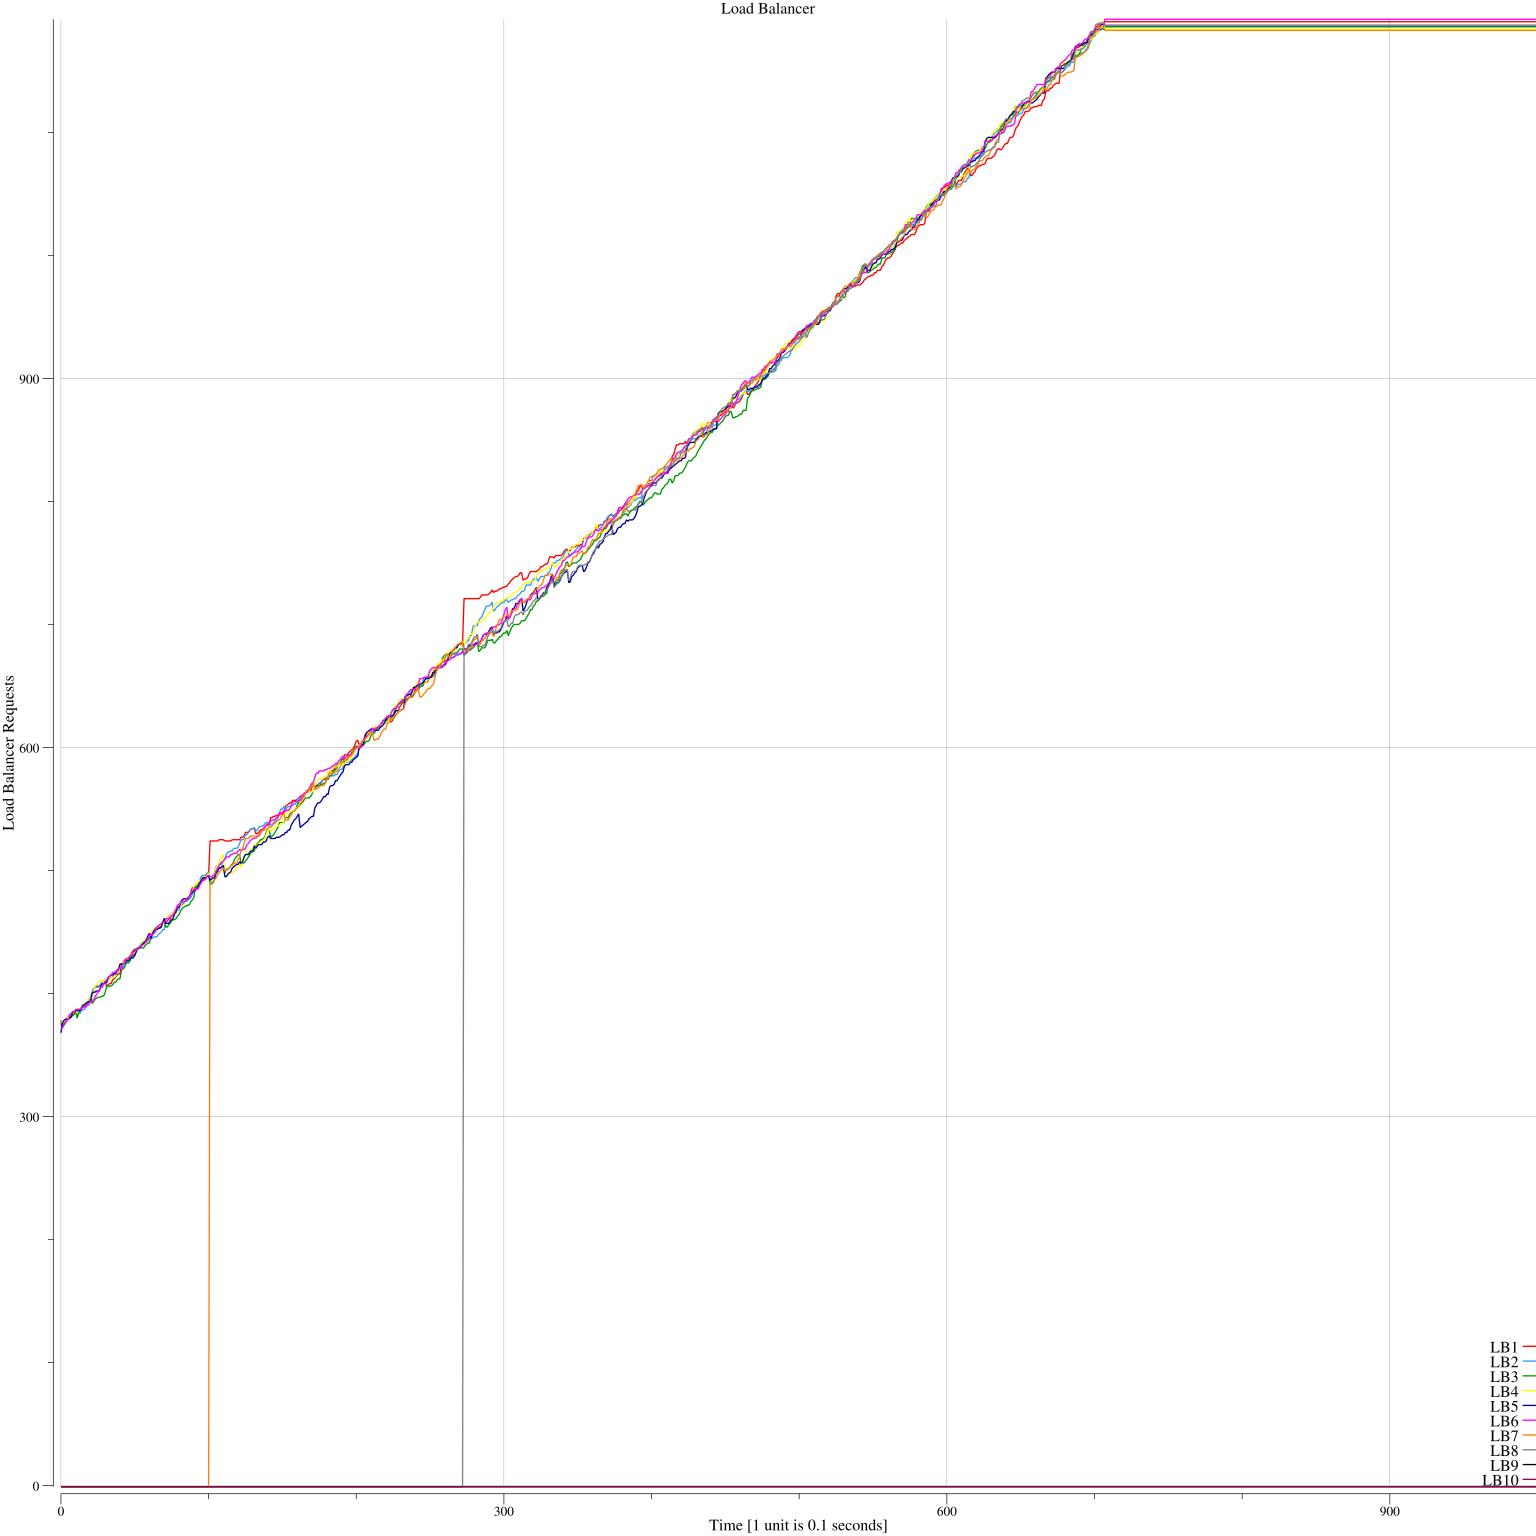 Load Balancer
Load Balancer Requests
900
600
300
0
0
300
600
900
Time [1 unit is 0.1 seconds]
LB1
LB2
LB3
LB4
LB5
LB6
LB7
LB8
LB9
LB10